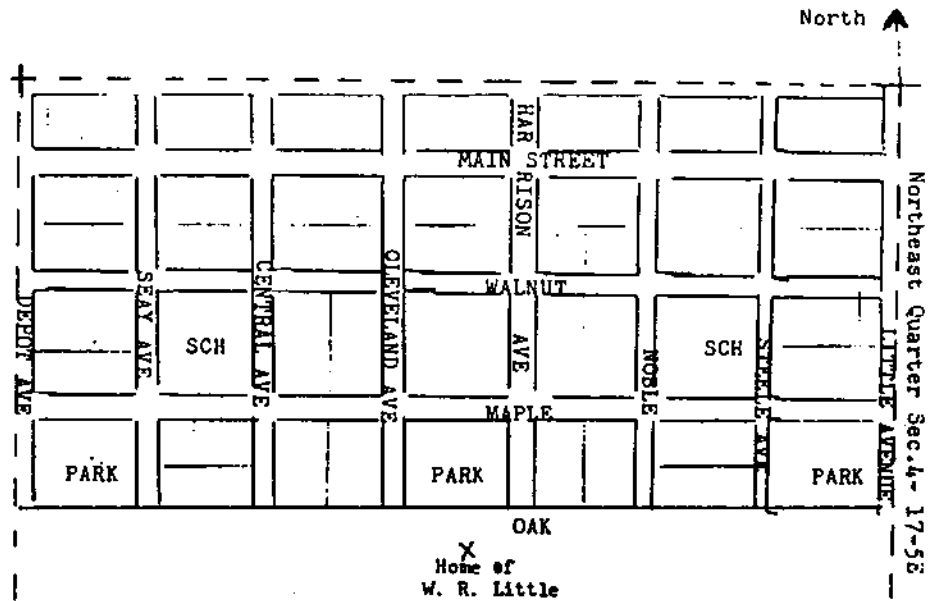 North
HAR
MAIN STREET
RISON
WALNUT
DEPOT AVE
SEAY AVE
SCH
CENTRAL AVE
CLEVELAND AVE
AVE
NOBLE
SCH
STEELE AVE
LITTLE AVENUE
Northeast Quarter Sec.4- 17-5E
MAPLE
PARK
PARK
PARK
OAK
X
Home of
W. R. Little